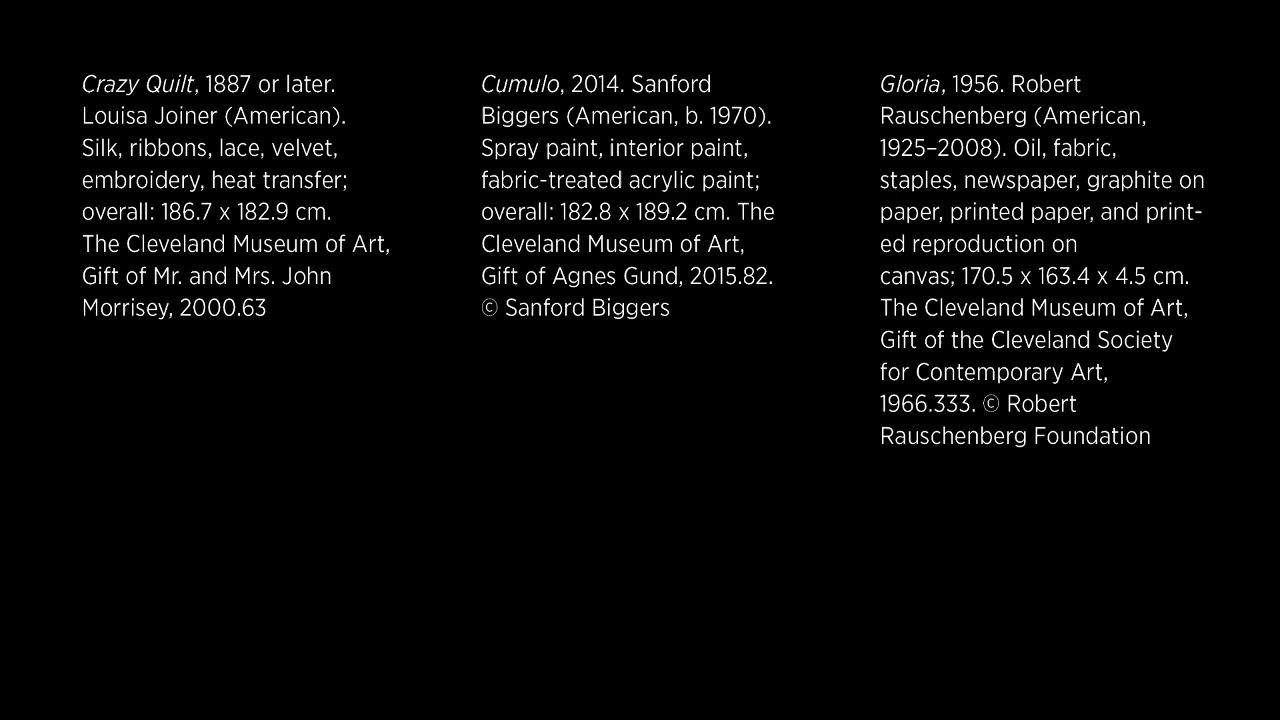 Crazy Quilt, 1887 or later.
Louisa Joiner (American).
Silk, ribbons, lace, velvet,
embroidery, heat transfer;
overall: 186.7 x 182.9 cm.
The Cleveland Museum of Art,
Gift of Mr. and Mrs. John
Morrisey, 2000.63
Cumulo, 2014. Sanford
Biggers (American, b. 1970).
Spray paint, interior paint,
fabric-treated acrylic paint;
overall: 182.8 x 189.2 cm. The
Cleveland Museum of Art,
Gift of Agnes Gund, 2015.82.
© Sanford Biggers
Gloria, 1956. Robert
Rauschenberg (American,
1925–2008). Oil, fabric,
staples, newspaper, graphite on
paper, printed paper, and print-
ed reproduction on
canvas; 170.5 x 163.4 x 4.5 cm.
The Cleveland Museum of Art,
Gift of the Cleveland Society
for Contemporary Art,
1966.333. © Robert
Rauschenberg Foundation